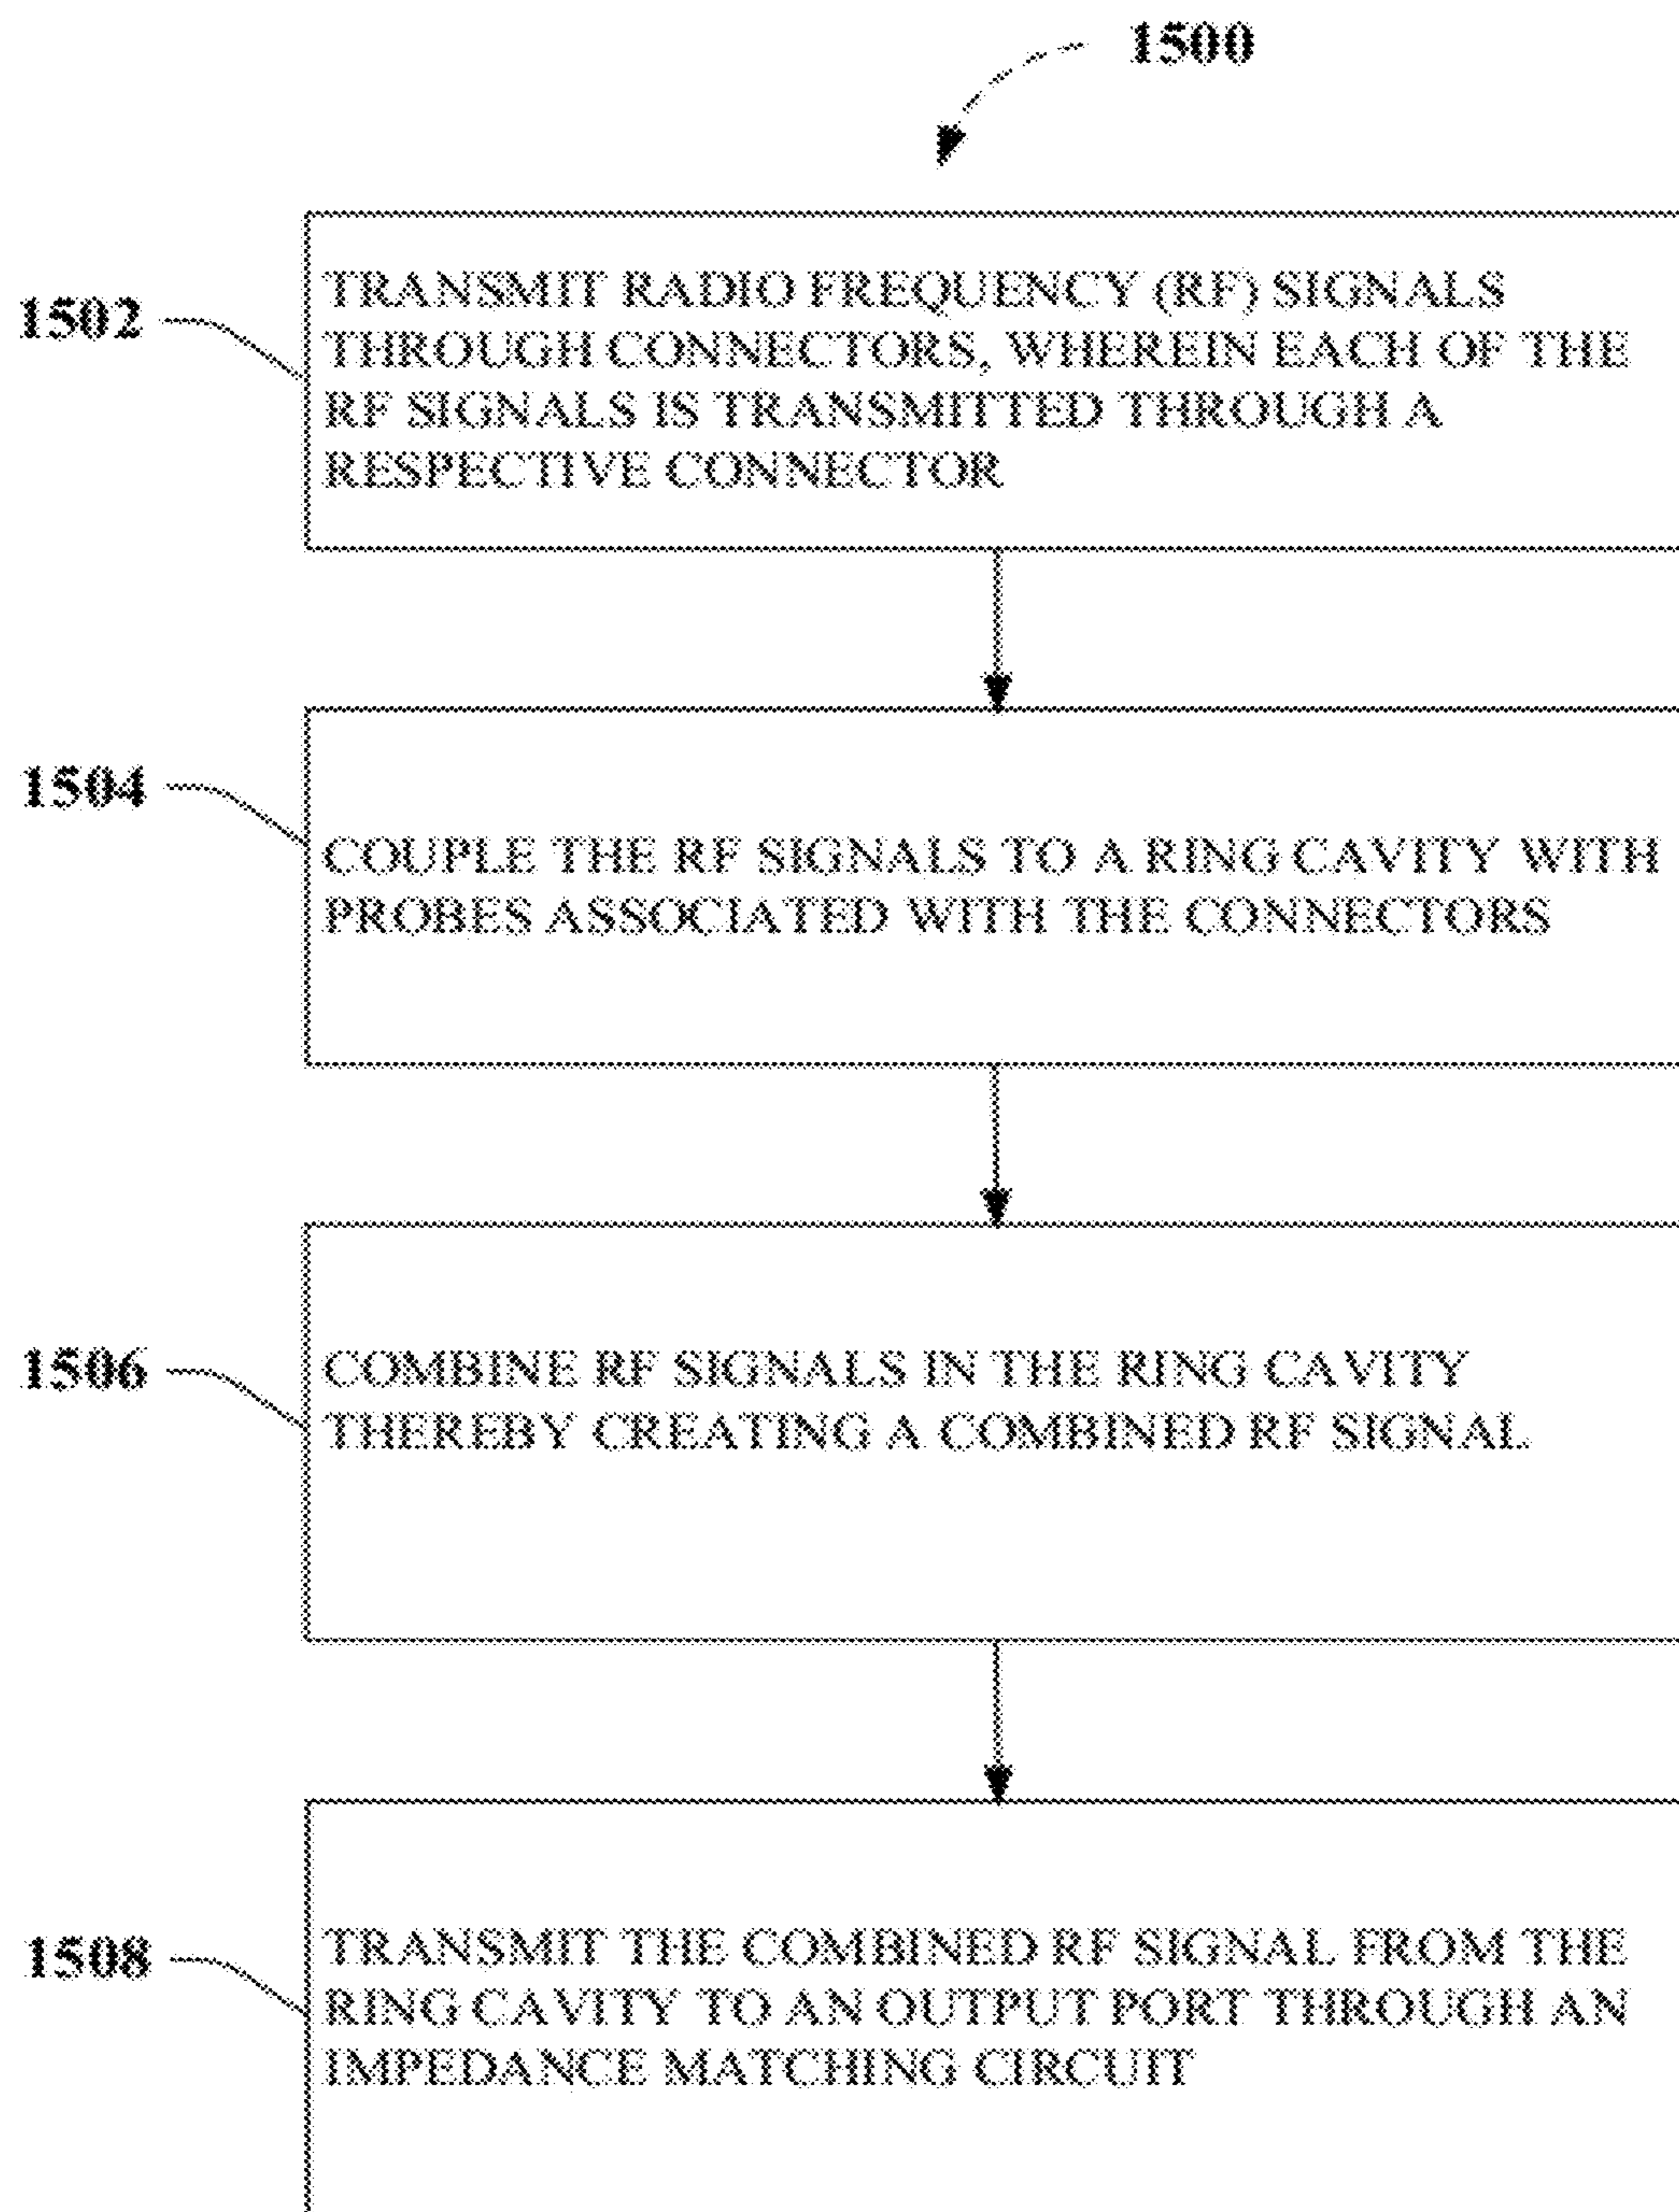 1500
1502
TRANSMIT RADIO FREQUENCY (RF) SIGNALS
THROUGH CONNECTORS, WHEREIN EACH OF THE
RF SIGNALS IS TRANSMITTED THROUGH A
RESPECTIVE CONNECTOR
1504
COUPLE THE RF SIGNALS TO A RING CAVITY WITH
PROBES ASSOCIATED WITH THE CONNECTORS
1506
COMBINE RF SIGNALS IN THE RING CAVITY
THEREBY CREATING A COMBINED RF SIGNAL
1508
TRANSMIT THE COMBINED RF SIGNAL FROM THE
RING CAVITY TO AN OUTPUT PORT THROUGH AN
IMPEDANCE MATCHING CIRCUIT